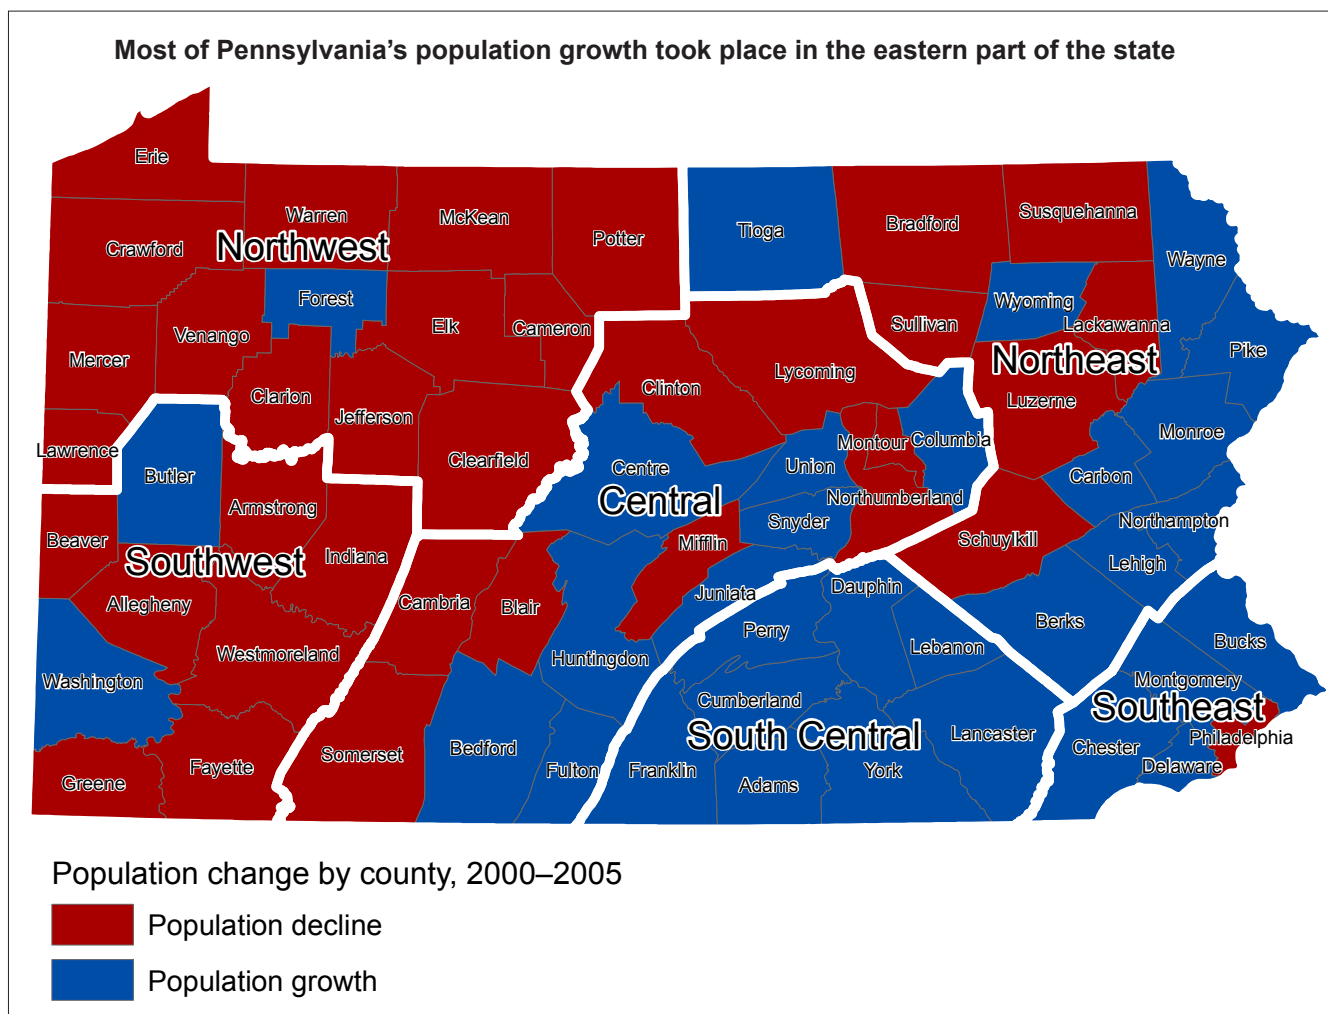 Most of Pennsylvania’s population growth took place in the eastern part of the state
Erie
Warren
McKean
Potter
Tioga
Bradford
Susquehanna
Wayne
Crawford
Northwest
Forest
Wyoming
Lackawanna
Venango
Elk
Cameron
Sullivan
Northeast
Pike
Mercer
Clarion
Jefferson
Clinton
Lycoming
Luzerne
Monroe
Lawrence
Butler
Clearfield
Centre
Union
Montour
Columbia
Carbon
Armstrong
Central
Northumberland
Snyder
Northampton
Beaver
Southwest
Indiana
Mifflin
Schuylkill
Lehigh
Allegheny
Cambria
Blair
Juniata
Dauphin
Perry
Berks
Westmoreland
Huntingdon
Lebanon
Bucks
Washington
Cumberland
Montgomery
Southeast
South Central
Lancaster
Philadelphia
Somerset
Bedford
Chester
Greene
Fayette
Fulton
Franklin
Adams
York
Delaware
Population change by county, 2000–2005
Population decline
Population growth